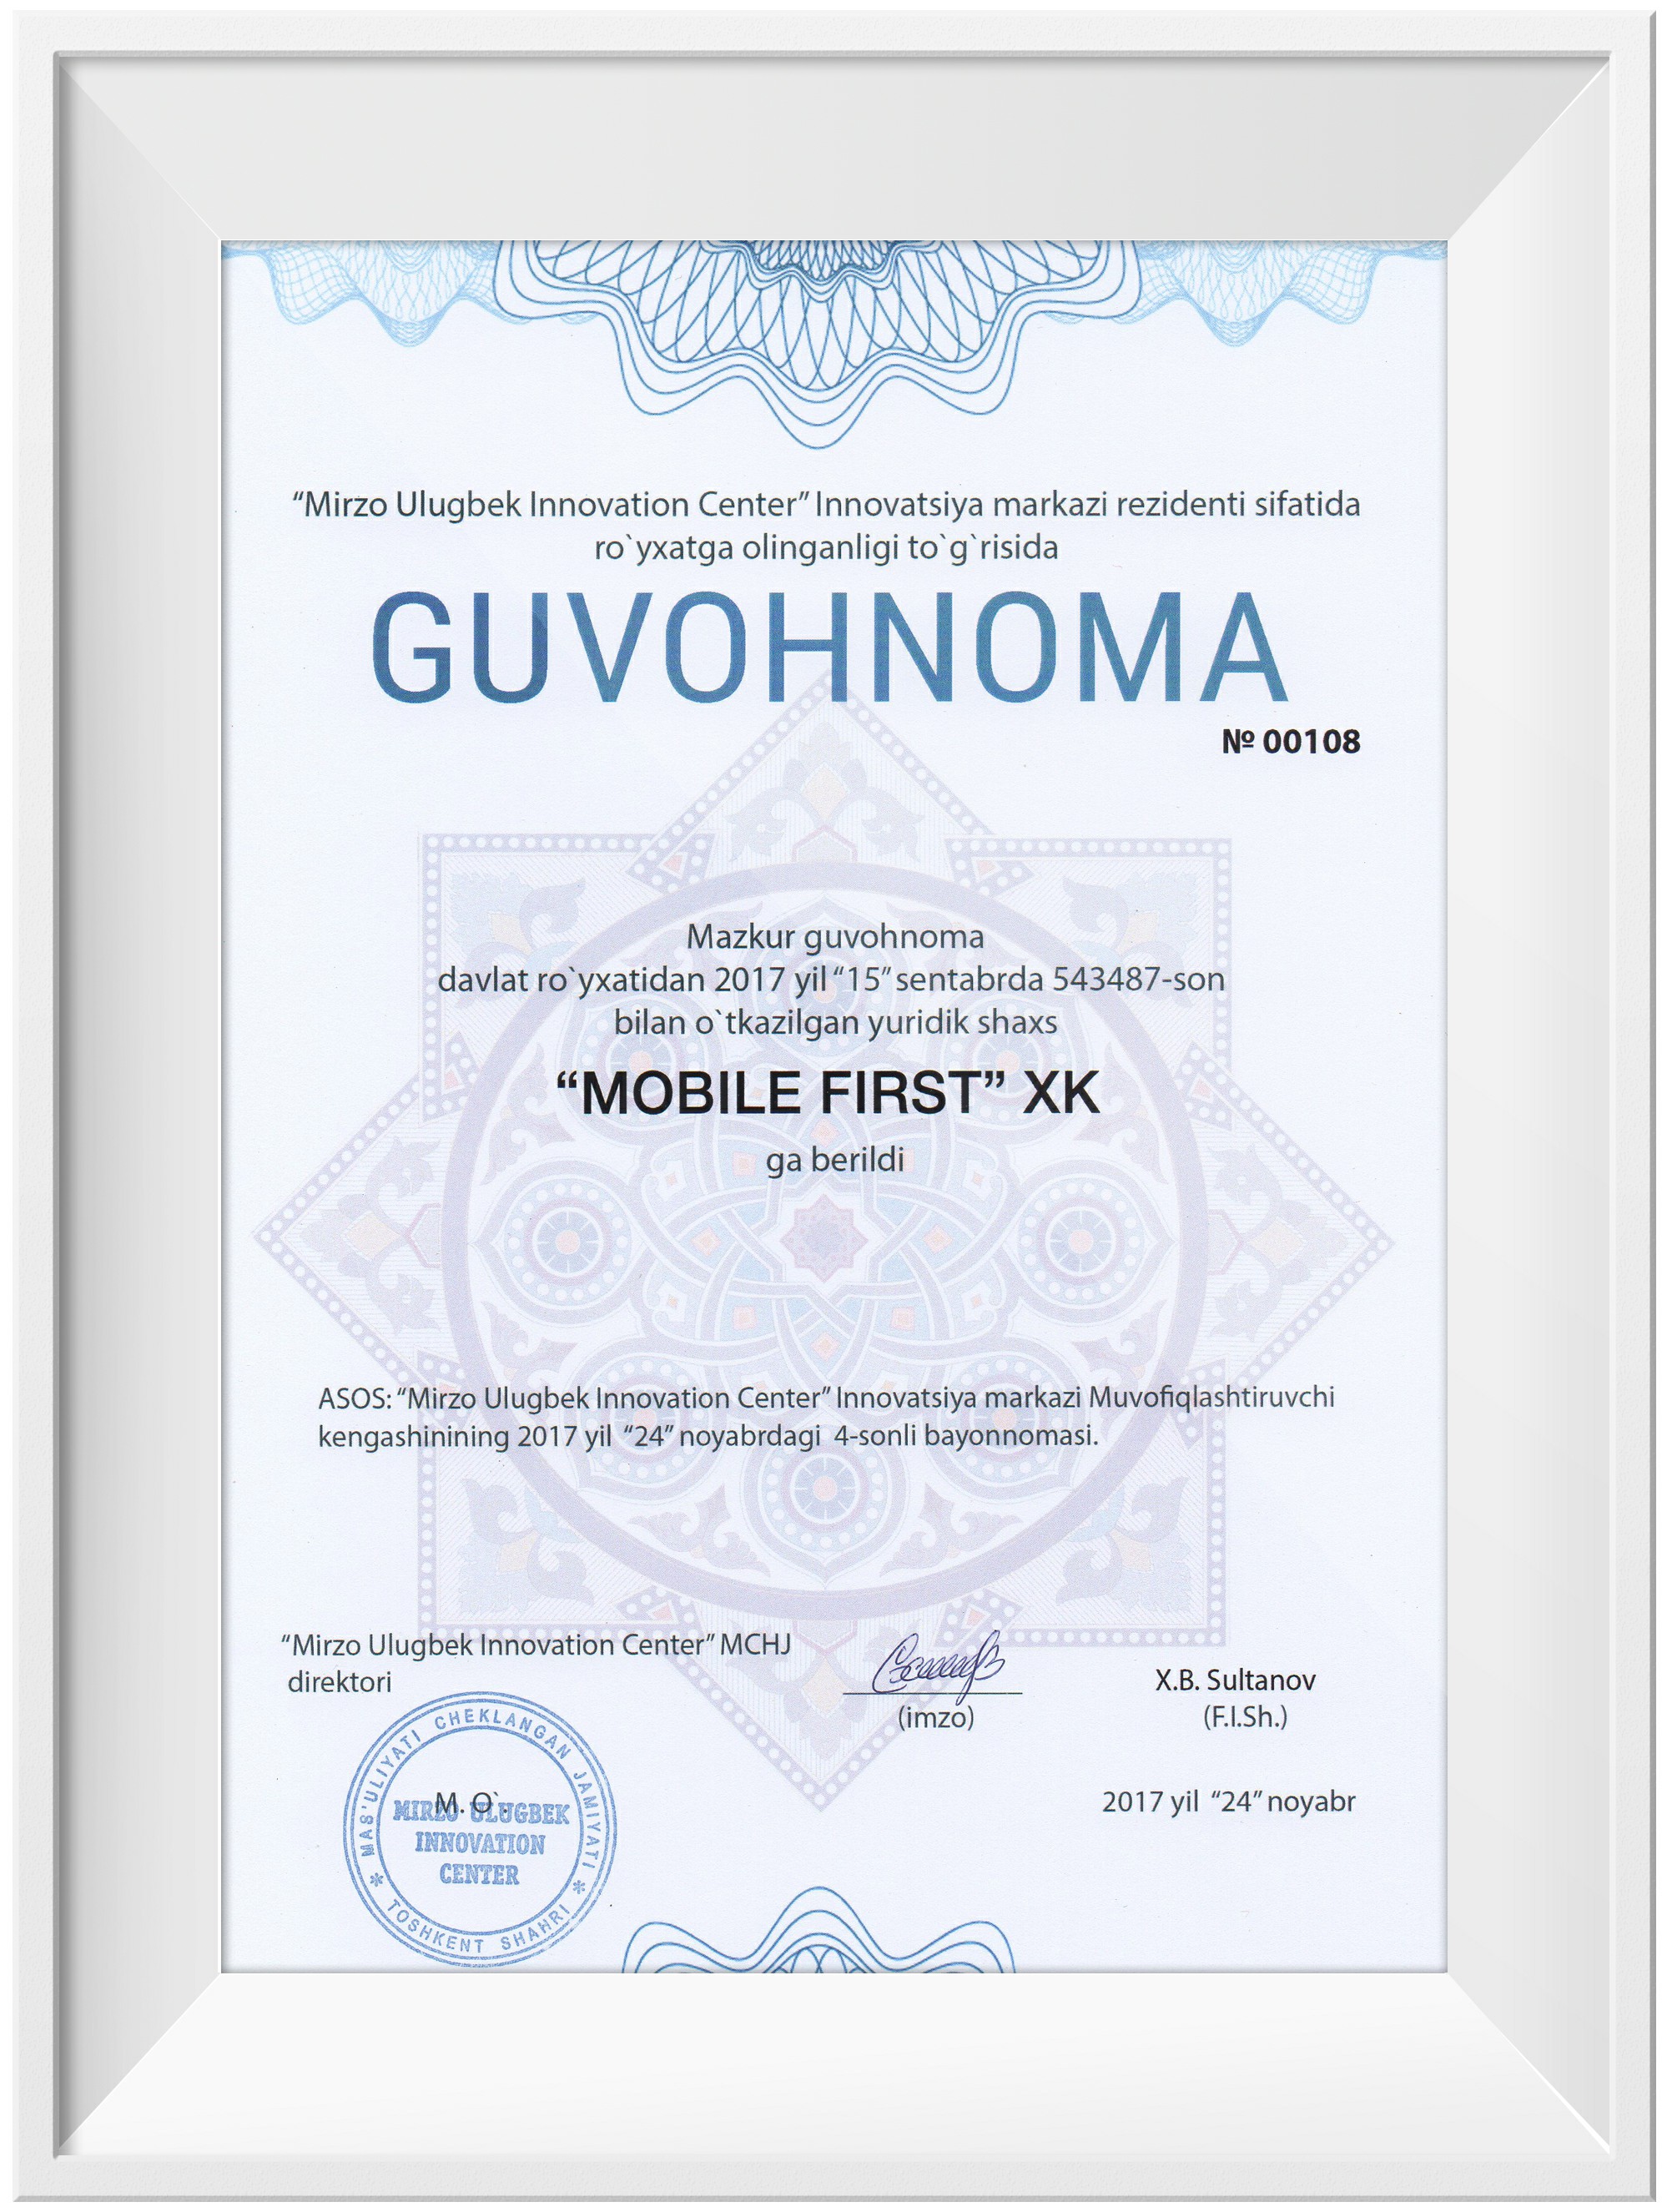 “Mirzo Ulugbek Innovation Center” Innovatsiya markazi rezidenti sifatida
ro`yxatga olinganligi to`g`risida
GUVOHNOMA
№ 00108
Mazkur guvohnoma
davlat ro`yxatidan 2017 yil “15” sentabrda 543487-son
bilan o`tkazilgan yuridik shaxs
“MOBILE FIRST” XK
ga berildi
ASOS: “Mirzo Ulugbek Innovation Center” Innovatsiya markazi Muvofiqlashtiruvchi
kengashinining 2017 yil “24” noyabrdagi 4-sonli bayonnomasi.
“Mirzo Ulugbek Innovation Center” MCHJ
direktori
X.B. Sultanov
(imzo)
(F.I.Sh.)
2017 yil “24” noyabr
M. O`.
MAS'ULIYATI CHEKLANGAN JAMIYATI
MIRZO ULUGBEK
INNOVATION
CENTER
* TOSHKENT SHAHRI *